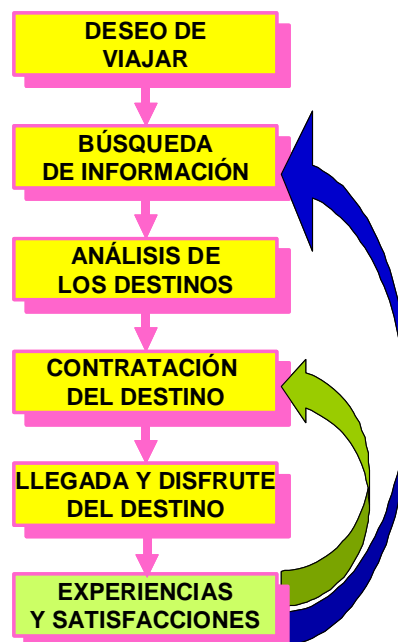 DESEO DE
VIAJAR
BÚSQUEDA
DE INFORMACIÓN
ANÁLISIS DE
LOS DESTINOS
CONTRATACIÓN
DEL DESTINO
LLEGADA Y DISFRUTE
DEL DESTINO
EXPERIENCIAS
Y SATISFACCIONES